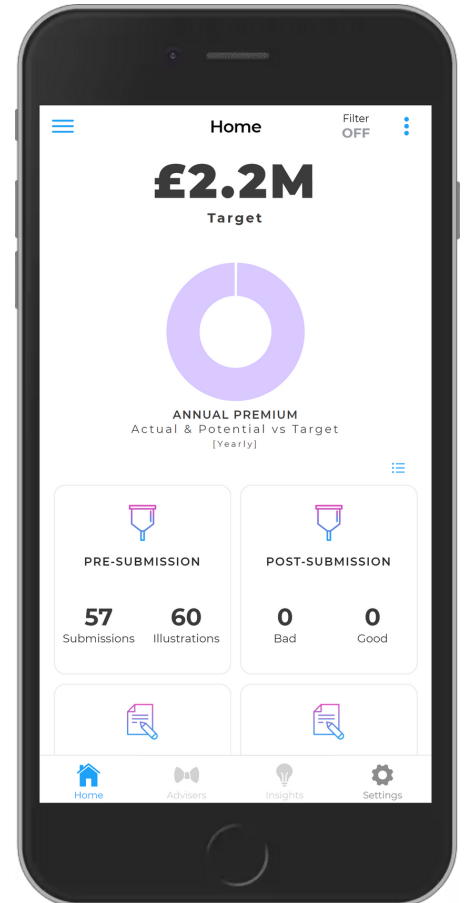 Home
Filter
OFF
£2.2M
Target
ANNUAL PREMIUM
Actual & Potential vs Target
[Yearly]
PRE-SUBMISSION
POST-SUBMISSION
57
60
0
0
Submissions
Illustrations
Bad
Good
Home
Advisers
Insights
Settings